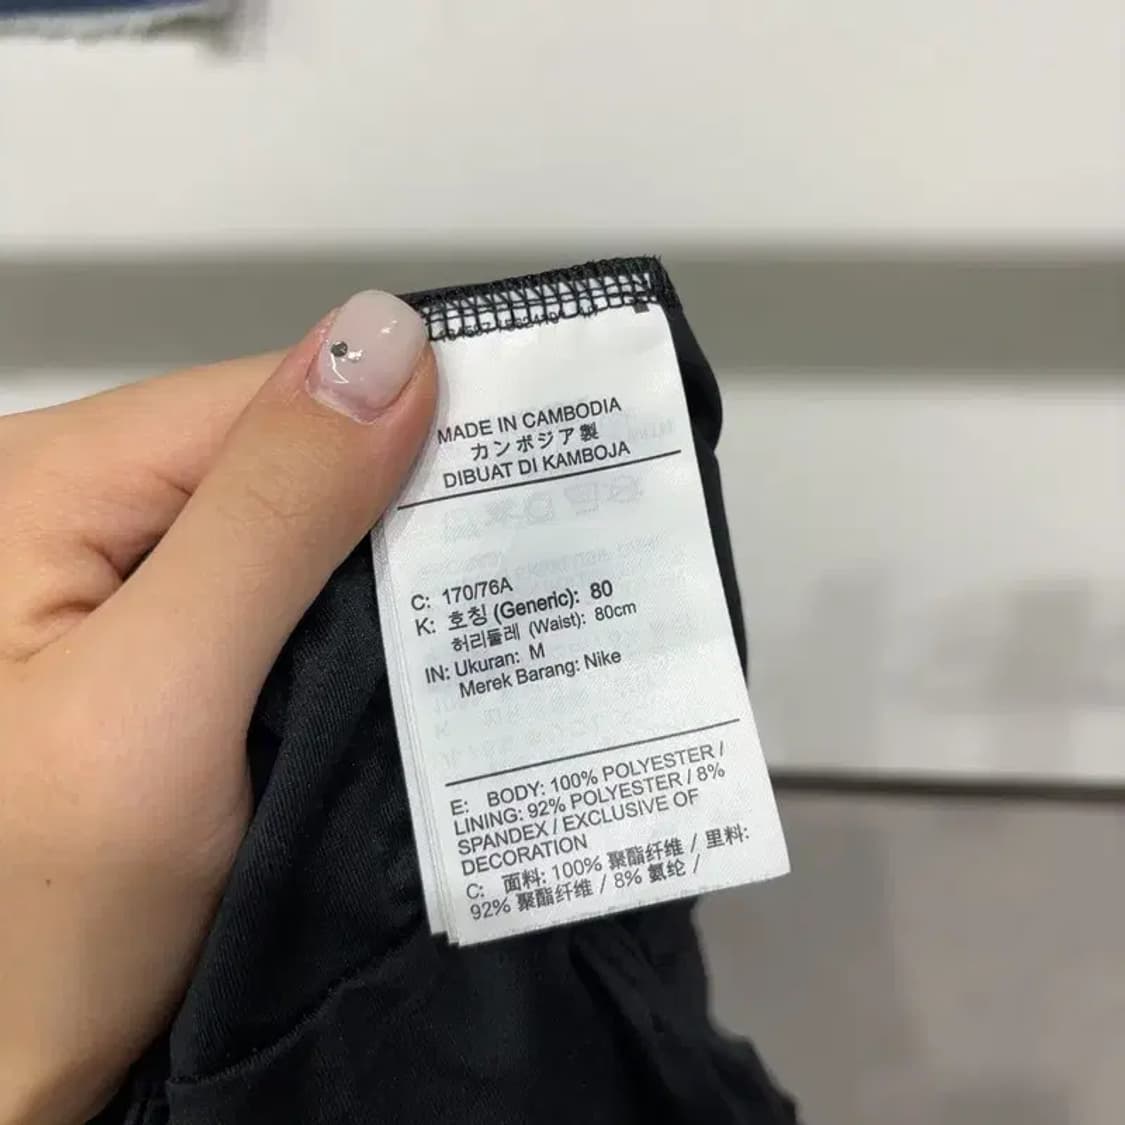 MADE IN CAMBODIA
カンボジア製
DIBUAT DI KAMBOJA
C: 170/76A
K: 호칭 (Generic): 80
허리둘레 (Waist): 80cm
IN: Ukuran: M
Merek Barang: Nike
E: BODY: 100% POLYESTER /
LINING: 92% POLYESTER / 8%
SPANDEX / EXCLUSIVE OF
DECORATION
C: 面料: 100% 聚酯纤维 / 里料:
92% 聚酯纤维 / 8% 氨纶 /